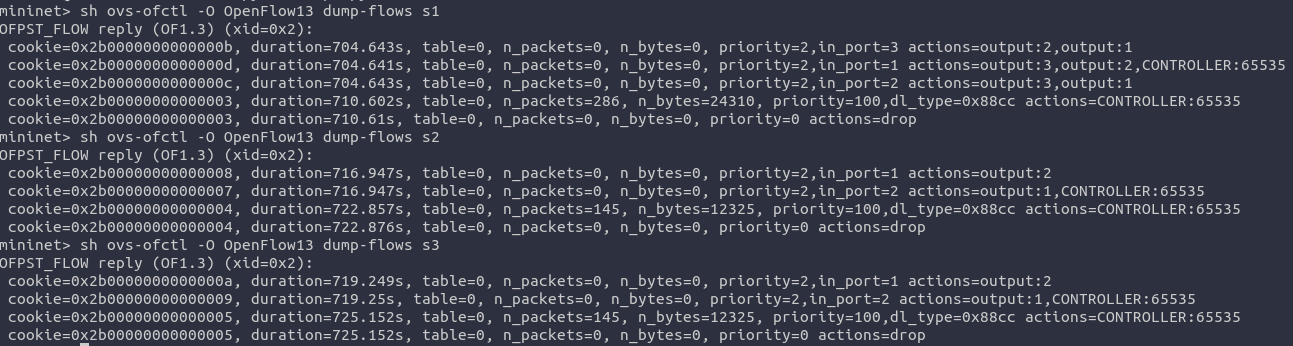 mininet> sh ovs-ofctl -O OpenFlow13 dump-flows s1
OFPST_FLOW reply (OF1.3) (xid=0x2):
cookie=0x2b0000000000000b, duration=704.643s, table=0, n_packets=0, n_bytes=0, priority=2,in_port=3 actions=output:2,output:1
cookie=0x2b0000000000000d, duration=704.641s, table=0, n_packets=0, n_bytes=0, priority=2,in_port=1 actions=output:3,output:2,CONTROLLER:65535
cookie=0x2b0000000000000c, duration=704.643s, table=0, n_packets=0, n_bytes=0, priority=2,in_port=2 actions=output:3,output:1
cookie=0x2b00000000000003, duration=710.602s, table=0, n_packets=286, n_bytes=24310, priority=100,dl_type=0x88cc actions=CONTROLLER:65535
cookie=0x2b00000000000003, duration=710.61s, table=0, n_packets=0, n_bytes=0, priority=0 actions=drop
mininet> sh ovs-ofctl -O OpenFlow13 dump-flows s2
OFPST_FLOW reply (OF1.3) (xid=0x2):
cookie=0x2b00000000000008, duration=716.947s, table=0, n_packets=0, n_bytes=0, priority=2,in_port=1 actions=output:2
cookie=0x2b00000000000007, duration=716.947s, table=0, n_packets=0, n_bytes=0, priority=2,in_port=2 actions=output:1,CONTROLLER:65535
cookie=0x2b00000000000004, duration=722.857s, table=0, n_packets=145, n_bytes=12325, priority=100,dl_type=0x88cc actions=CONTROLLER:65535
cookie=0x2b00000000000004, duration=722.876s, table=0, n_packets=0, n_bytes=0, priority=0 actions=drop
mininet> sh ovs-ofctl -O OpenFlow13 dump-flows s3
OFPST_FLOW reply (OF1.3) (xid=0x2):
cookie=0x2b0000000000000a, duration=719.249s, table=0, n_packets=0, n_bytes=0, priority=2,in_port=1 actions=output:2
cookie=0x2b00000000000009, duration=719.25s, table=0, n_packets=0, n_bytes=0, priority=2,in_port=2 actions=output:1,CONTROLLER:65535
cookie=0x2b00000000000005, duration=725.152s, table=0, n_packets=145, n_bytes=12325, priority=100,dl_type=0x88cc actions=CONTROLLER:65535
cookie=0x2b00000000000005, duration=725.152s, table=0, n_packets=0, n_bytes=0, priority=0 actions=drop